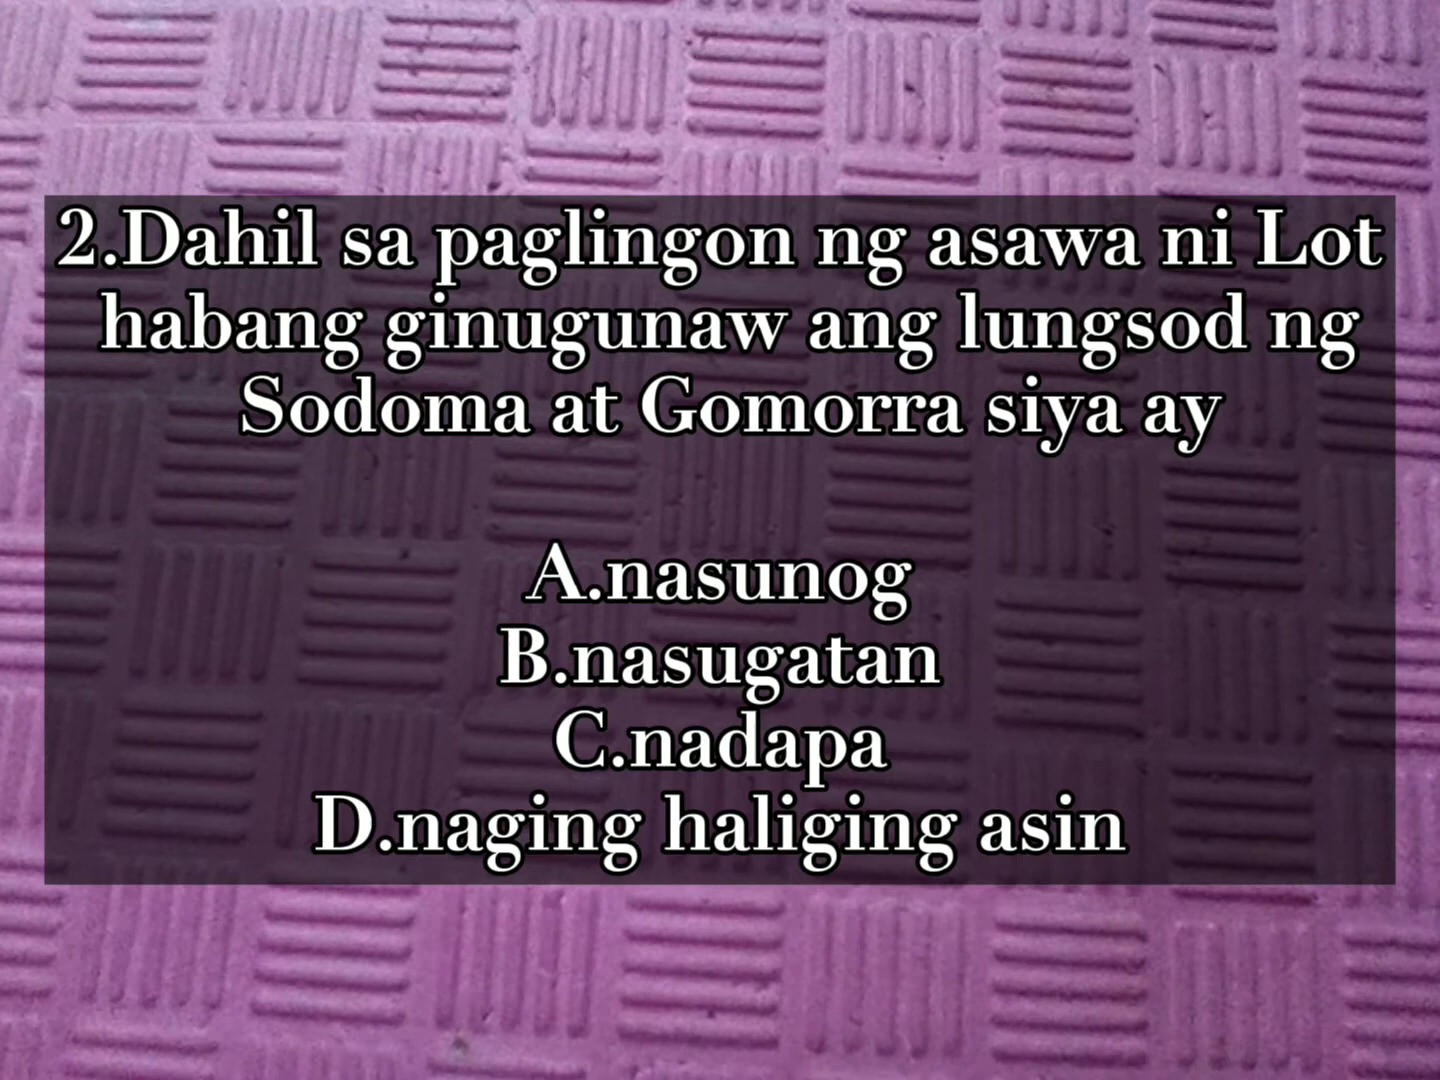 2.Dahil sa paglingon ng asawa ni Lot
habang ginugunaw ang lungsod ng
Sodoma at Gomorra siya ay
A.nasunog
B.nasugatan
C.nadapa
D.naging haliging asin